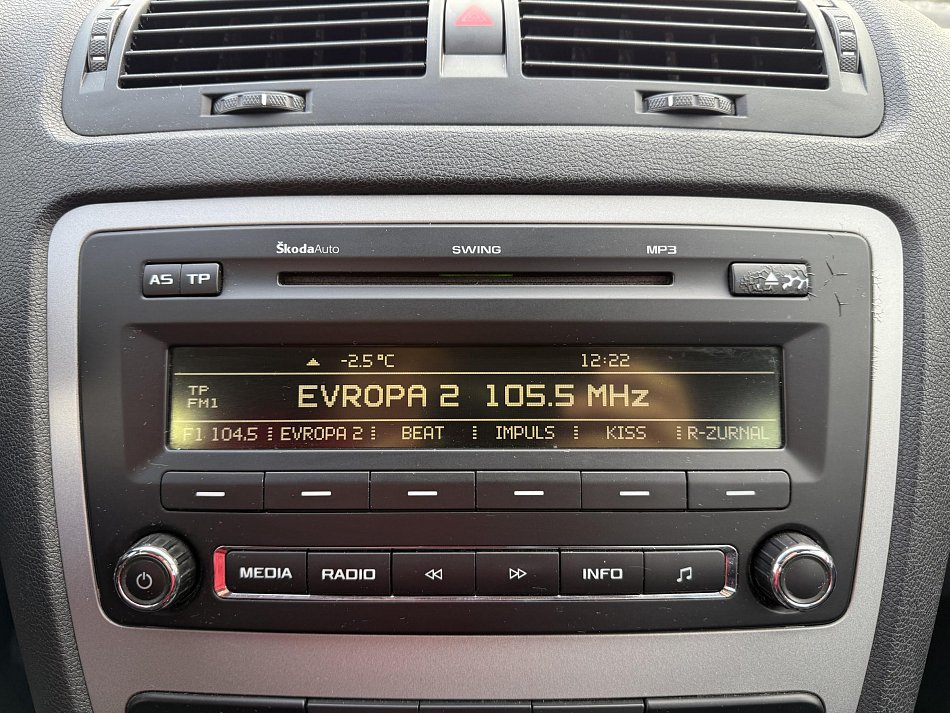 ŠkodaAuto SWING MP3
AS TP
-2.5 °C 12:22
TP
FM1
EVROPA 2 105.5 MHz
F1 104.5 EVROPA 2 BEAT IMPULS KISS R-ZURNAL
MEDIA RADIO INFO